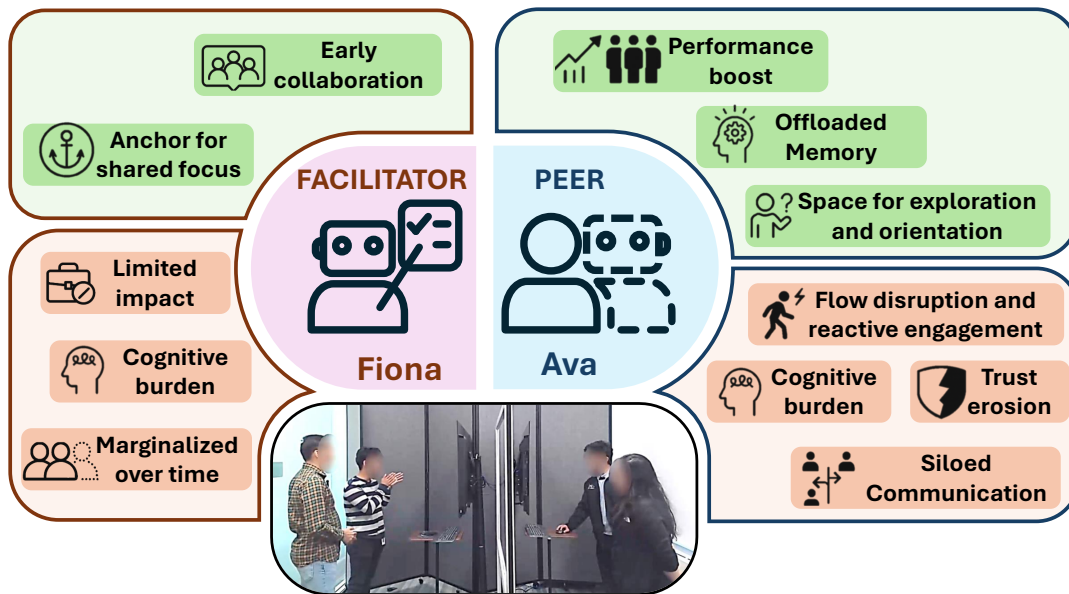 Early
collaboration
Anchor for
shared focus
Performance
boost
Offloaded
Memory
Space for exploration
and orientation
FACILITATOR
PEER
Fiona
Ava
Limited
impact
Cognitive
burden
Marginalized
over time
Flow disruption and
reactive engagement
Cognitive
burden
Trust
erosion
Siloed
Communication